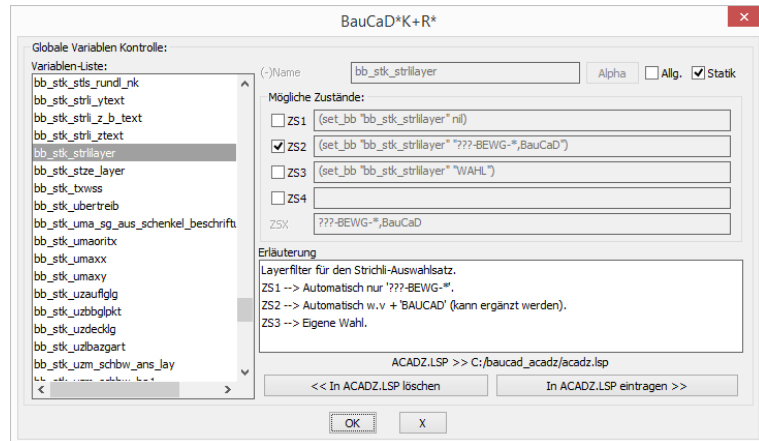 BauCaD*K+R*
Globale Variablen Kontrolle:
Variablen-Liste:
bb_stk_stls_rundl_nk
bb_stk_strli_ytext
bb_stk_strli_z_b_text
bb_stk_strli_ztext
bb_stk_strlilayer
bb_stk_stze_layer
bb_stk_txwss
bb_stk_ubertreib
bb_stk_uma_sg_aus_schenkel_beschriftu
bb_stk_umaoritx
bb_stk_umaxx
bb_stk_umaxy
bb_stk_uzauflglg
bb_stk_uzbbglpkt
bb_stk_uzdecklg
bb_stk_uzlbazgart
bb_stk_uzm_schbw_ans_lay
(-)Name bb_stk_strlilayer Alpha Allg. Statik
Mögliche Zustände:
ZS1 (set_bb "bb_stk_strlilayer" nil)
ZS2 (set_bb "bb_stk_strlilayer" "???-BEWG-*,BauCaD")
ZS3 (set_bb "bb_stk_strlilayer" "WAHL")
ZS4
ZSX ???-BEWG-*,BauCaD
Erläuterung
Layerfilter für den Strichli-Auswahlsatz.
ZS1 --> Automatisch nur '???-BEWG-*'.
ZS2 --> Automatisch w.v + 'BAUCAD' (kann ergänzt werden).
ZS3 --> Eigene Wahl.
ACADZ.LSP >> C:/baucad_acadz/acadz.lsp
<< In ACADZ.LSP löschen In ACADZ.LSP eintragen >>
OK X